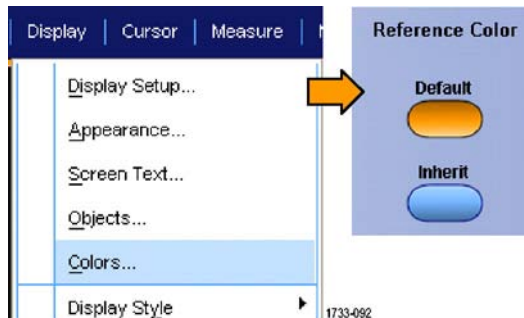 Display | Cursor | Measure |
Reference Color
Display Setup...
Default
Appearance...
Screen Text...
Inherit
Objects...
Colors...
Display Style
1733-092